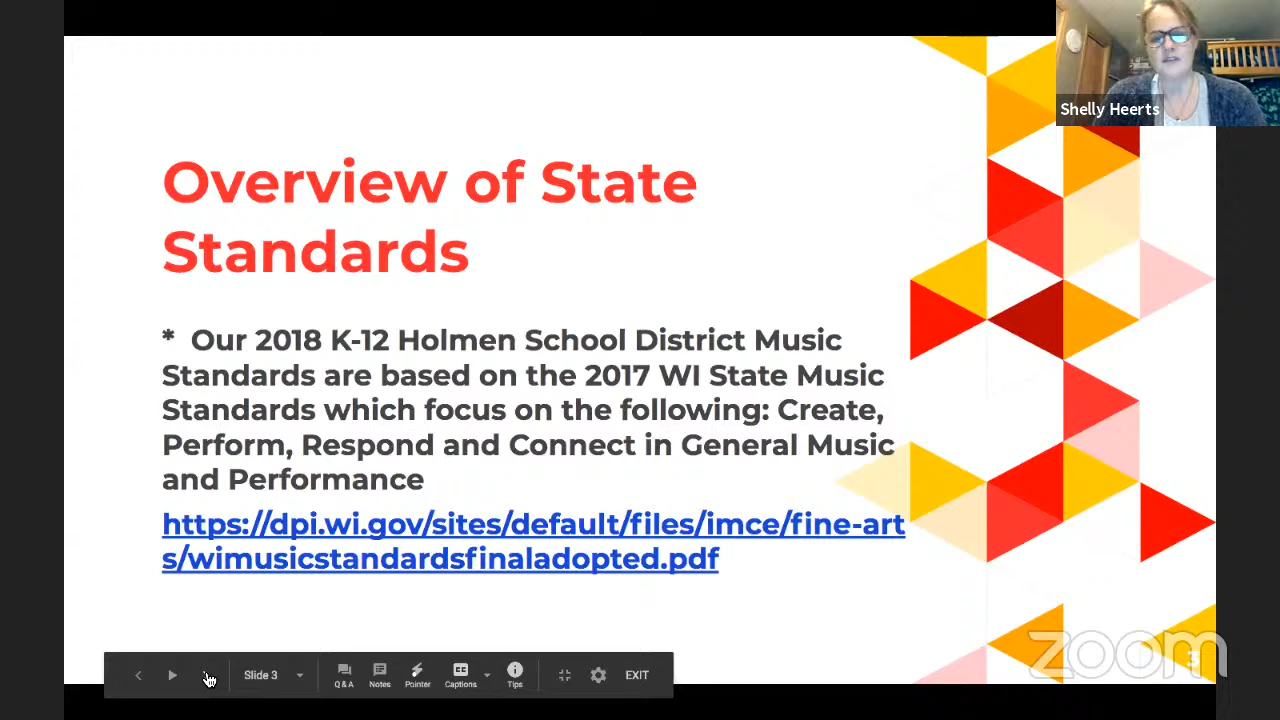 Shelly Heerts
Overview of State
Standards
* Our 2018 K-12 Holmen School District Music
Standards are based on the 2017 WI State Music
Standards which focus on the following: Create,
Perform, Respond and Connect in General Music
and Performance
https://dpi.wi.gov/sites/default/files/imce/fine-art
s/wimusicstandardsfinaladopted.pdf
zoom
3
Slide 3
Q & A
Notes
Pointer
Captions
Tips
EXIT